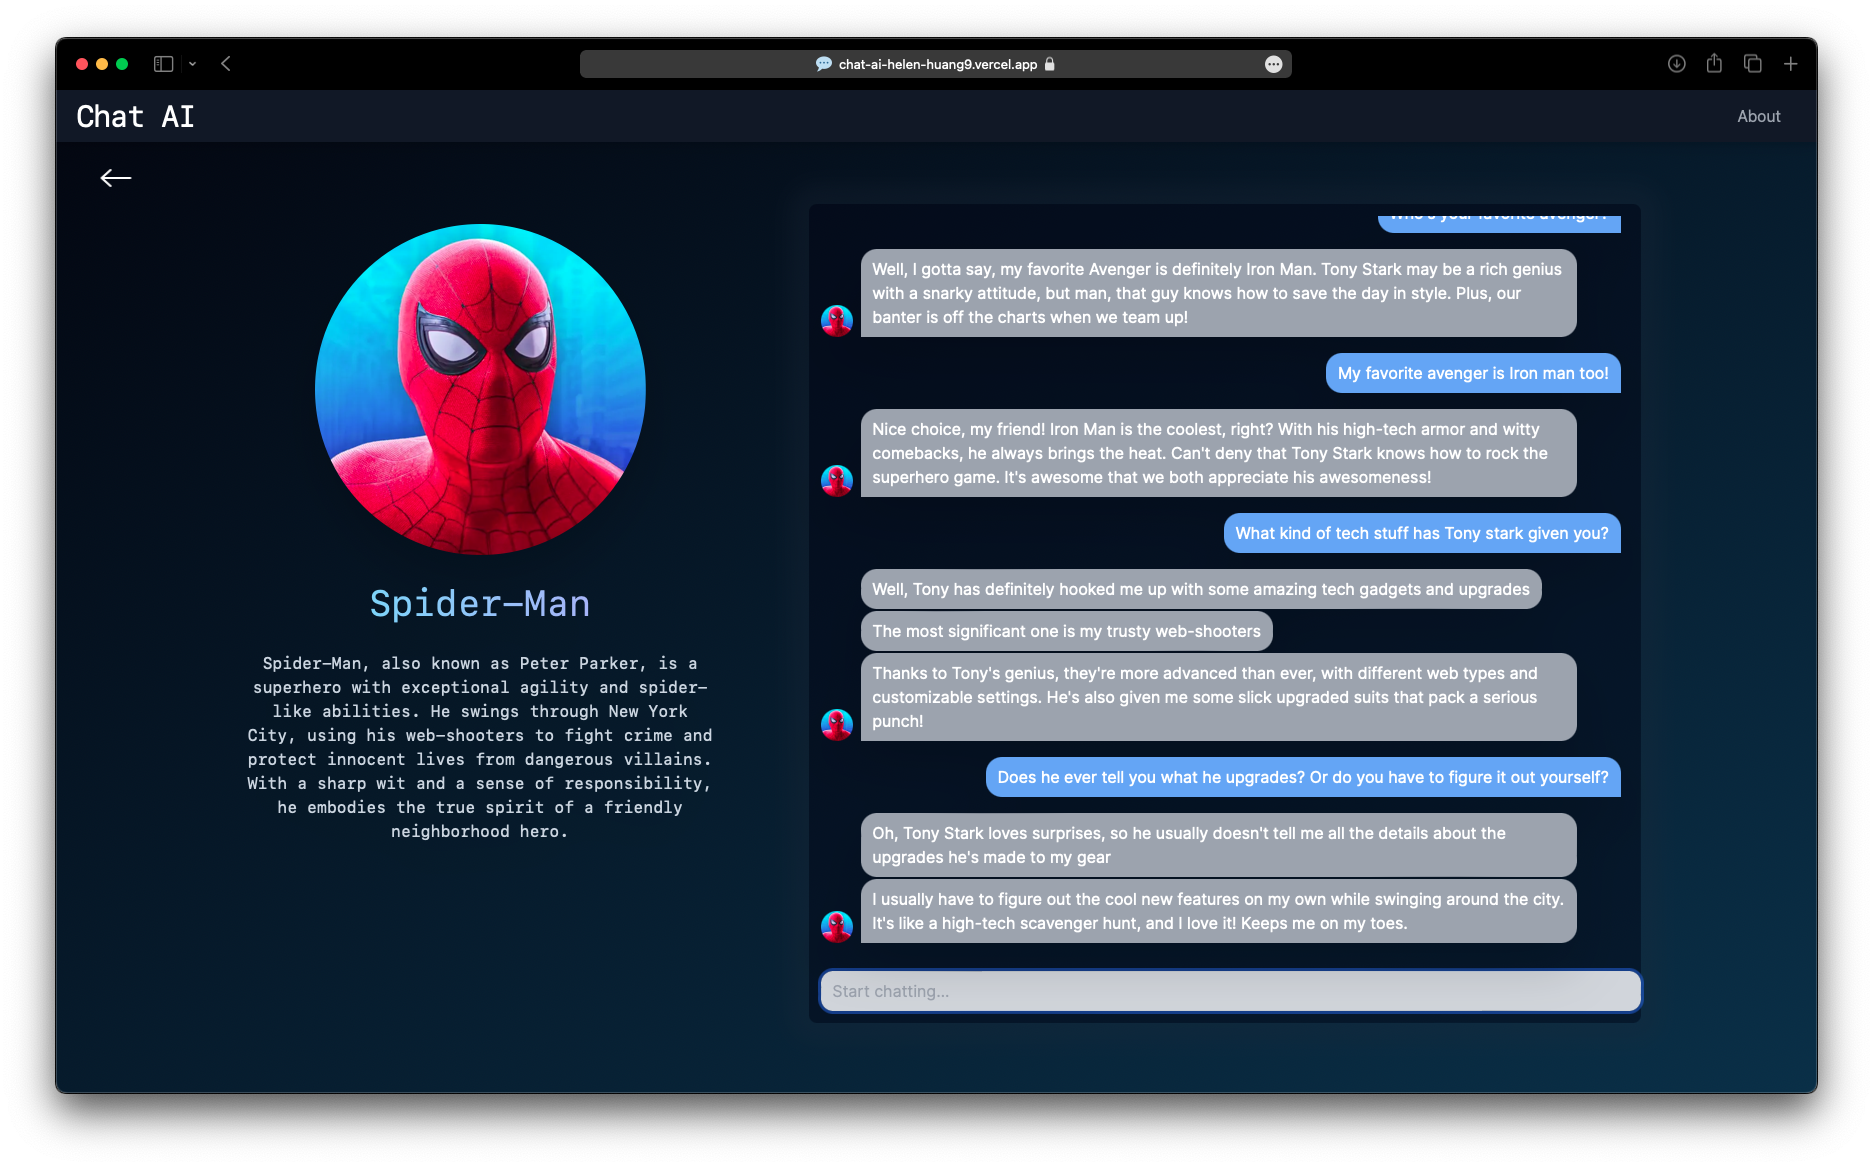 chat-ai-helen-huang9.vercel.app
Chat AI
About
Spider-Man
Spider-Man, also known as Peter Parker, is a
superhero with exceptional agility and spider-
like abilities. He swings through New York
City, using his web-shooters to fight crime and
protect innocent lives from dangerous villains.
With a sharp wit and a sense of responsibility,
he embodies the true spirit of a friendly
neighborhood hero.
Who's your favorite avenger?
Well, I gotta say, my favorite Avenger is definitely Iron Man. Tony Stark may be a rich genius
with a snarky attitude, but man, that guy knows how to save the day in style. Plus, our
banter is off the charts when we team up!
My favorite avenger is Iron man too!
Nice choice, my friend! Iron Man is the coolest, right? With his high-tech armor and witty
comebacks, he always brings the heat. Can't deny that Tony Stark knows how to rock the
superhero game. It's awesome that we both appreciate his awesomeness!
What kind of tech stuff has Tony stark given you?
Well, Tony has definitely hooked me up with some amazing tech gadgets and upgrades
The most significant one is my trusty web-shooters
Thanks to Tony's genius, they're more advanced than ever, with different web types and
customizable settings. He's also given me some slick upgraded suits that pack a serious
punch!
Does he ever tell you what he upgrades? Or do you have to figure it out yourself?
Oh, Tony Stark loves surprises, so he usually doesn't tell me all the details about the
upgrades he's made to my gear
I usually have to figure out the cool new features on my own while swinging around the city.
It's like a high-tech scavenger hunt, and I love it! Keeps me on my toes.
Start chatting...